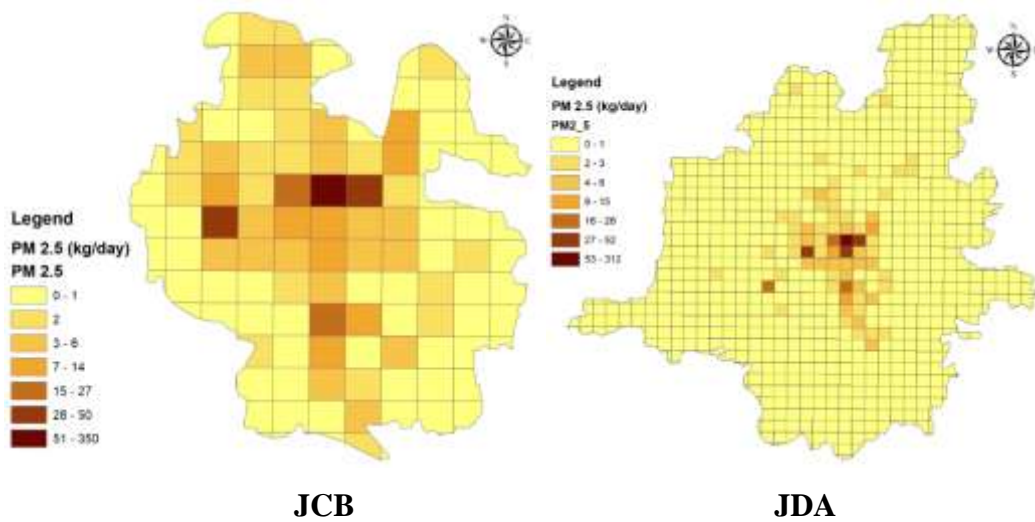 N
W
E
S
Legend
PM 2.5 (kg/day)
PM 2.5
0 - 1
2
3 - 6
7 - 14
15 - 27
28 - 50
51 - 350
JCB
N
W
S
Legend
PM 2.5 (kg/day)
PM2_5
0 - 1
2 - 3
16 - 26
27 - 52
53 - 312
JDA